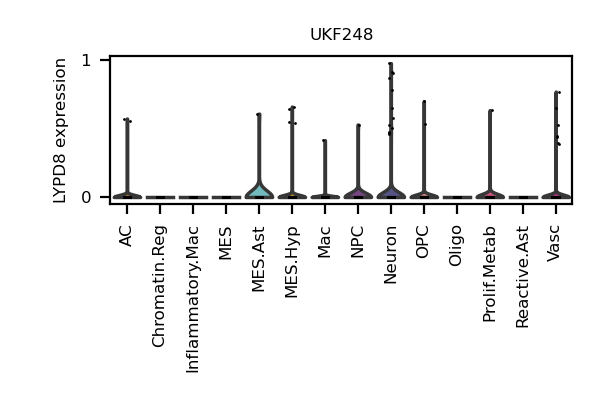 UKF248
LYPD8 expression
1
0
AC
Chromatin.Reg
Inflammatory.Mac
MES
MES.Ast
MES.Hyp
Mac
NPC
Neuron
OPC
Oligo
Prolif.Metab
Reactive.Ast
Vasc